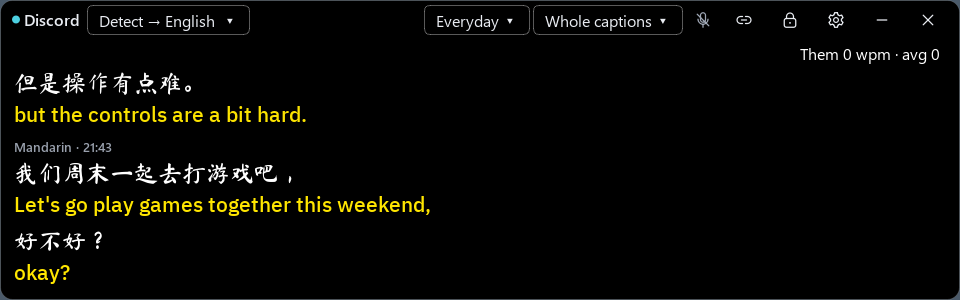 Discord
Detect → English ▾
Everyday ▾
Whole captions ▾
Them 0 wpm · avg 0
但是操作有点难。
but the controls are a bit hard.
Mandarin · 21:43
我们周末一起去打游戏吧，
Let's go play games together this weekend,
好不好？
okay?